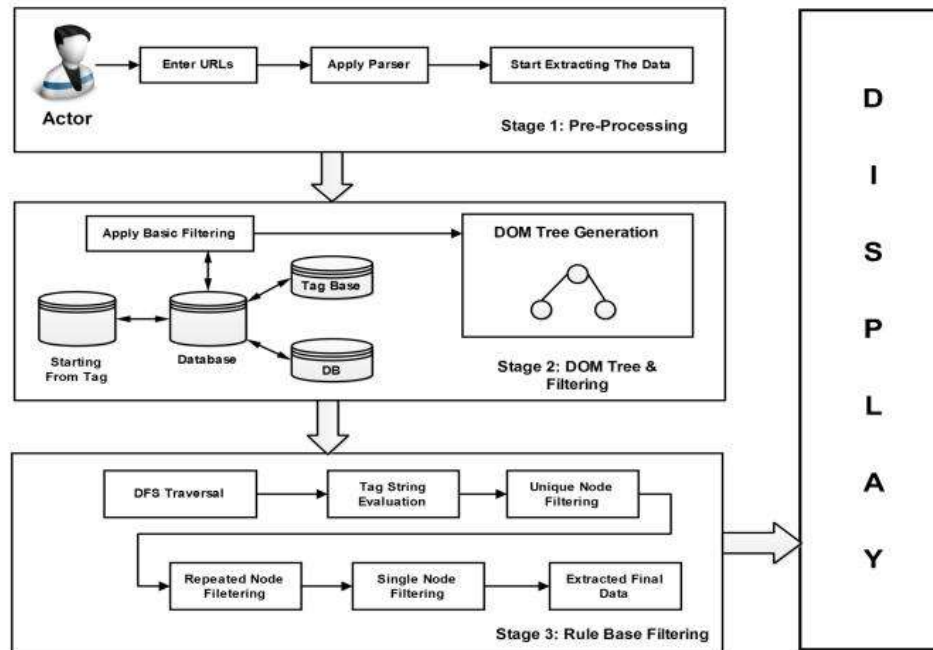 Enter URLs
Apply Parser
Start Extracting The Data
Actor
Stage 1: Pre-Processing
Apply Basic Filtering
DOM Tree Generation
Tag Base
Database
Starting
From Tag
DB
Stage 2: DOM Tree &
Filtering
DFS Traversal
Tag String
Evaluation
Unique Node
Filtering
Repeated Node
Filetering
Single Node
Filtering
Extracted Final
Data
Stage 3: Rule Base Filtering
D
I
S
P
L
A
Y